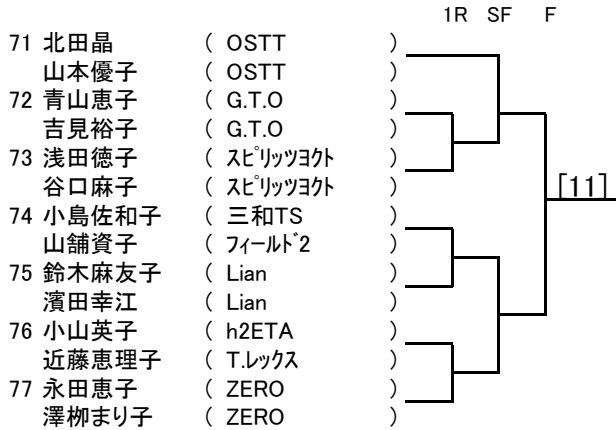 1R SF F
71 北田晶 ( OSTT )
山本優子 ( OSTT )
72 青山恵子 ( G.T.O )
吉見裕子 ( G.T.O )
73 浅田徳子 ( スピリッツヨクト )
谷口麻子 ( スピリッツヨクト )
[11]
74 小島佐和子 ( 三和TS )
山舗資子 ( フィールド2 )
75 鈴木麻友子 ( Lian )
濱田幸江 ( Lian )
76 小山英子 ( h2ETA )
近藤恵理子 ( T.レックス )
77 永田恵子 ( ZERO )
澤栁まり子 ( ZERO )